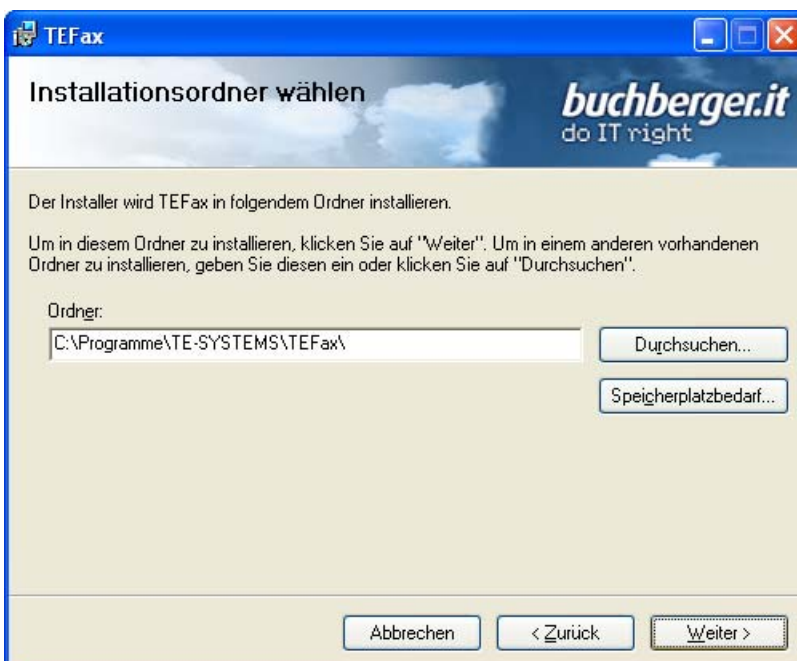 TEFax
Installationsordner wählen
buchberger.it
do IT right
Der Installer wird TEFax in folgendem Ordner installieren.
Um in diesem Ordner zu installieren, klicken Sie auf "Weiter". Um in einem anderen vorhandenen
Ordner zu installieren, geben Sie diesen ein oder klicken Sie auf "Durchsuchen".
Ordner:
C:\Programme\TE-SYSTEMS\TEFax\
Durchsuchen...
Speicherplatzbedarf...
Abbrechen
< Zurück
Weiter >